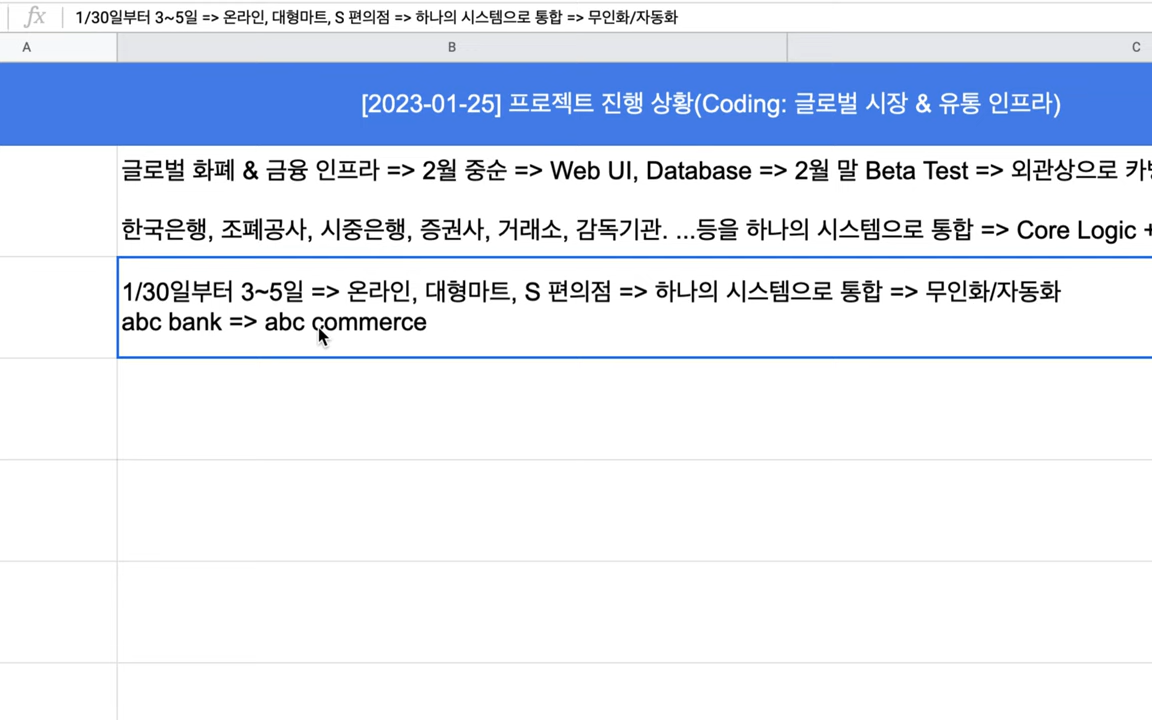 fx 1/30일부터 3~5일 => 온라인, 대형마트, S 편의점 => 하나의 시스템으로 통합 => 무인화/자동화
A B C
[2023-01-25] 프로젝트 진행 상황(Coding: 글로벌 시장 & 유통 인프라)
글로벌 화폐 & 금융 인프라 => 2월 중순 => Web UI, Database => 2월 말 Beta Test => 외관상으로
한국은행, 조폐공사, 시중은행, 증권사, 거래소, 감독기관. ...등을 하나의 시스템으로 통합 => Core Logic +
1/30일부터 3~5일 => 온라인, 대형마트, S 편의점 => 하나의 시스템으로 통합 => 무인화/자동화
abc bank => abc commerce